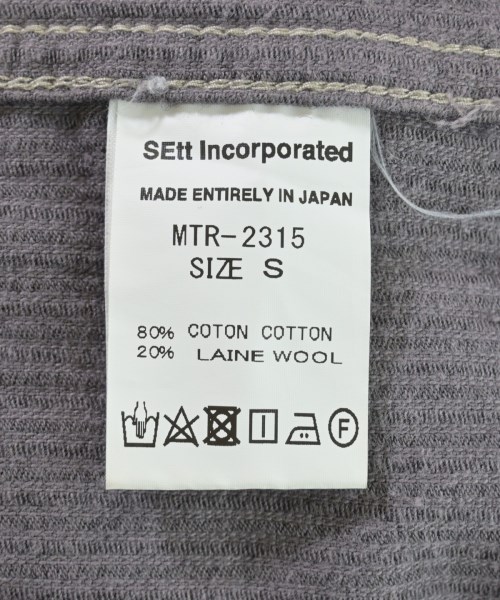 SEtt Incorporated
MADE ENTIRELY IN JAPAN
MTR-2315
SIZE S
80% COTON COTTON
20% LAINE WOOL
F